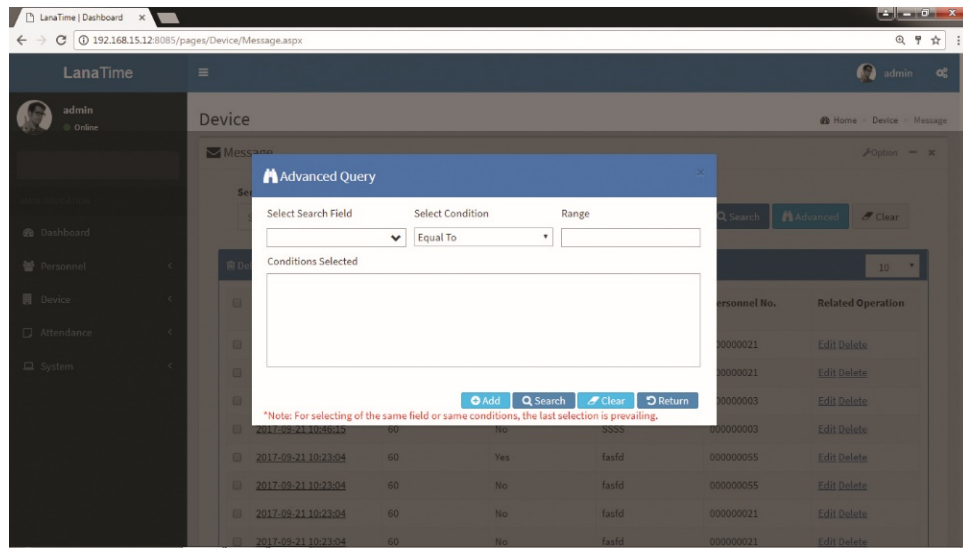 LanaTime | Dashboard
192.168.15.12:8085/pages/Device/Message.aspx
LanaTime
admin
admin
Online
Device
Home > Device > Message
Message
Option
Advanced Query
Select Search Field
Select Condition
Range
Search
Advanced
Clear
Equal To
Conditions Selected
Dashboard
Personnel
Device
Attendance
System
10
Personnel No.
Related Operation
000000021
Edit Delete
000000021
Edit Delete
000000003
Edit Delete
Add
Search
Clear
Return
*Note: For selecting of the same field or same conditions, the last selection is prevailing.
2017-09-21 10:46:15 60 No SSSS 000000003 Edit Delete
2017-09-21 10:23:04 60 Yes fasfd 000000055 Edit Delete
2017-09-21 10:23:04 60 No fasfd 000000055 Edit Delete
2017-09-21 10:23:04 60 No fasfd 000000021 Edit Delete
2017-09-21 10:23:04 60 No fasfd 000000021 Edit Delete